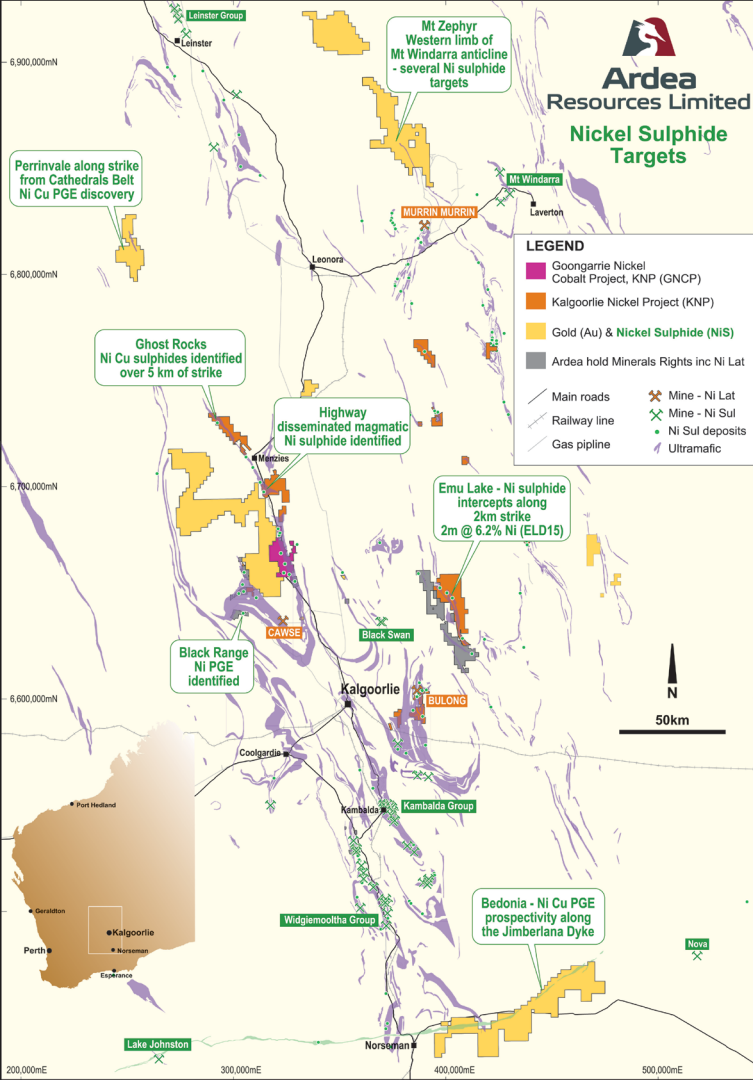 Leinster Group
Leinster
6,900,000mN
Mt Zephyr
Western limb of
Mt Windarra anticline
- several Ni sulphide
targets
Ardea
Resources Limited
Nickel Sulphide
Targets
Perrinvale along strike
from Cathedrals Belt
Ni Cu PGE discovery
Mt Windarra
Laverton
MURRIN MURRIN
Leonora
6,800,000mN
LEGEND
Goongarrie Nickel
Cobalt Project, KNP (GNCP)
Kalgoorlie Nickel Project (KNP)
Gold (Au) & Nickel Sulphide (NiS)
Ardea hold Minerals Rights inc Ni Lat
Main roads
Railway line
Gas pipline
Mine - Ni Lat
Mine - Ni Sul
Ni Sul deposits
Ultramafic
Ghost Rocks
Ni Cu sulphides identified
over 5 km of strike
Highway
disseminated magmatic
Ni sulphide identified
Menzies
6,700,000mN
Emu Lake - Ni sulphide
intercepts along
2km strike
2m @ 6.2% Ni (ELD15)
CAWSE
Black Swan
Black Range
Ni PGE
identified
Kalgoorlie
6,600,000mN
BULONG
N
50km
Coolgardie
Kambalda
Kambalda Group
Port Hedland
Geraldton
Kalgoorlie
Perth
Norseman
Esperance
Widgiemooltha Group
Bedonia - Ni Cu PGE
prospectivity along
the Jimberlana Dyke
Nova
Lake Johnston
Norseman
200,000mE
300,000mE
400,000mE
500,000mE